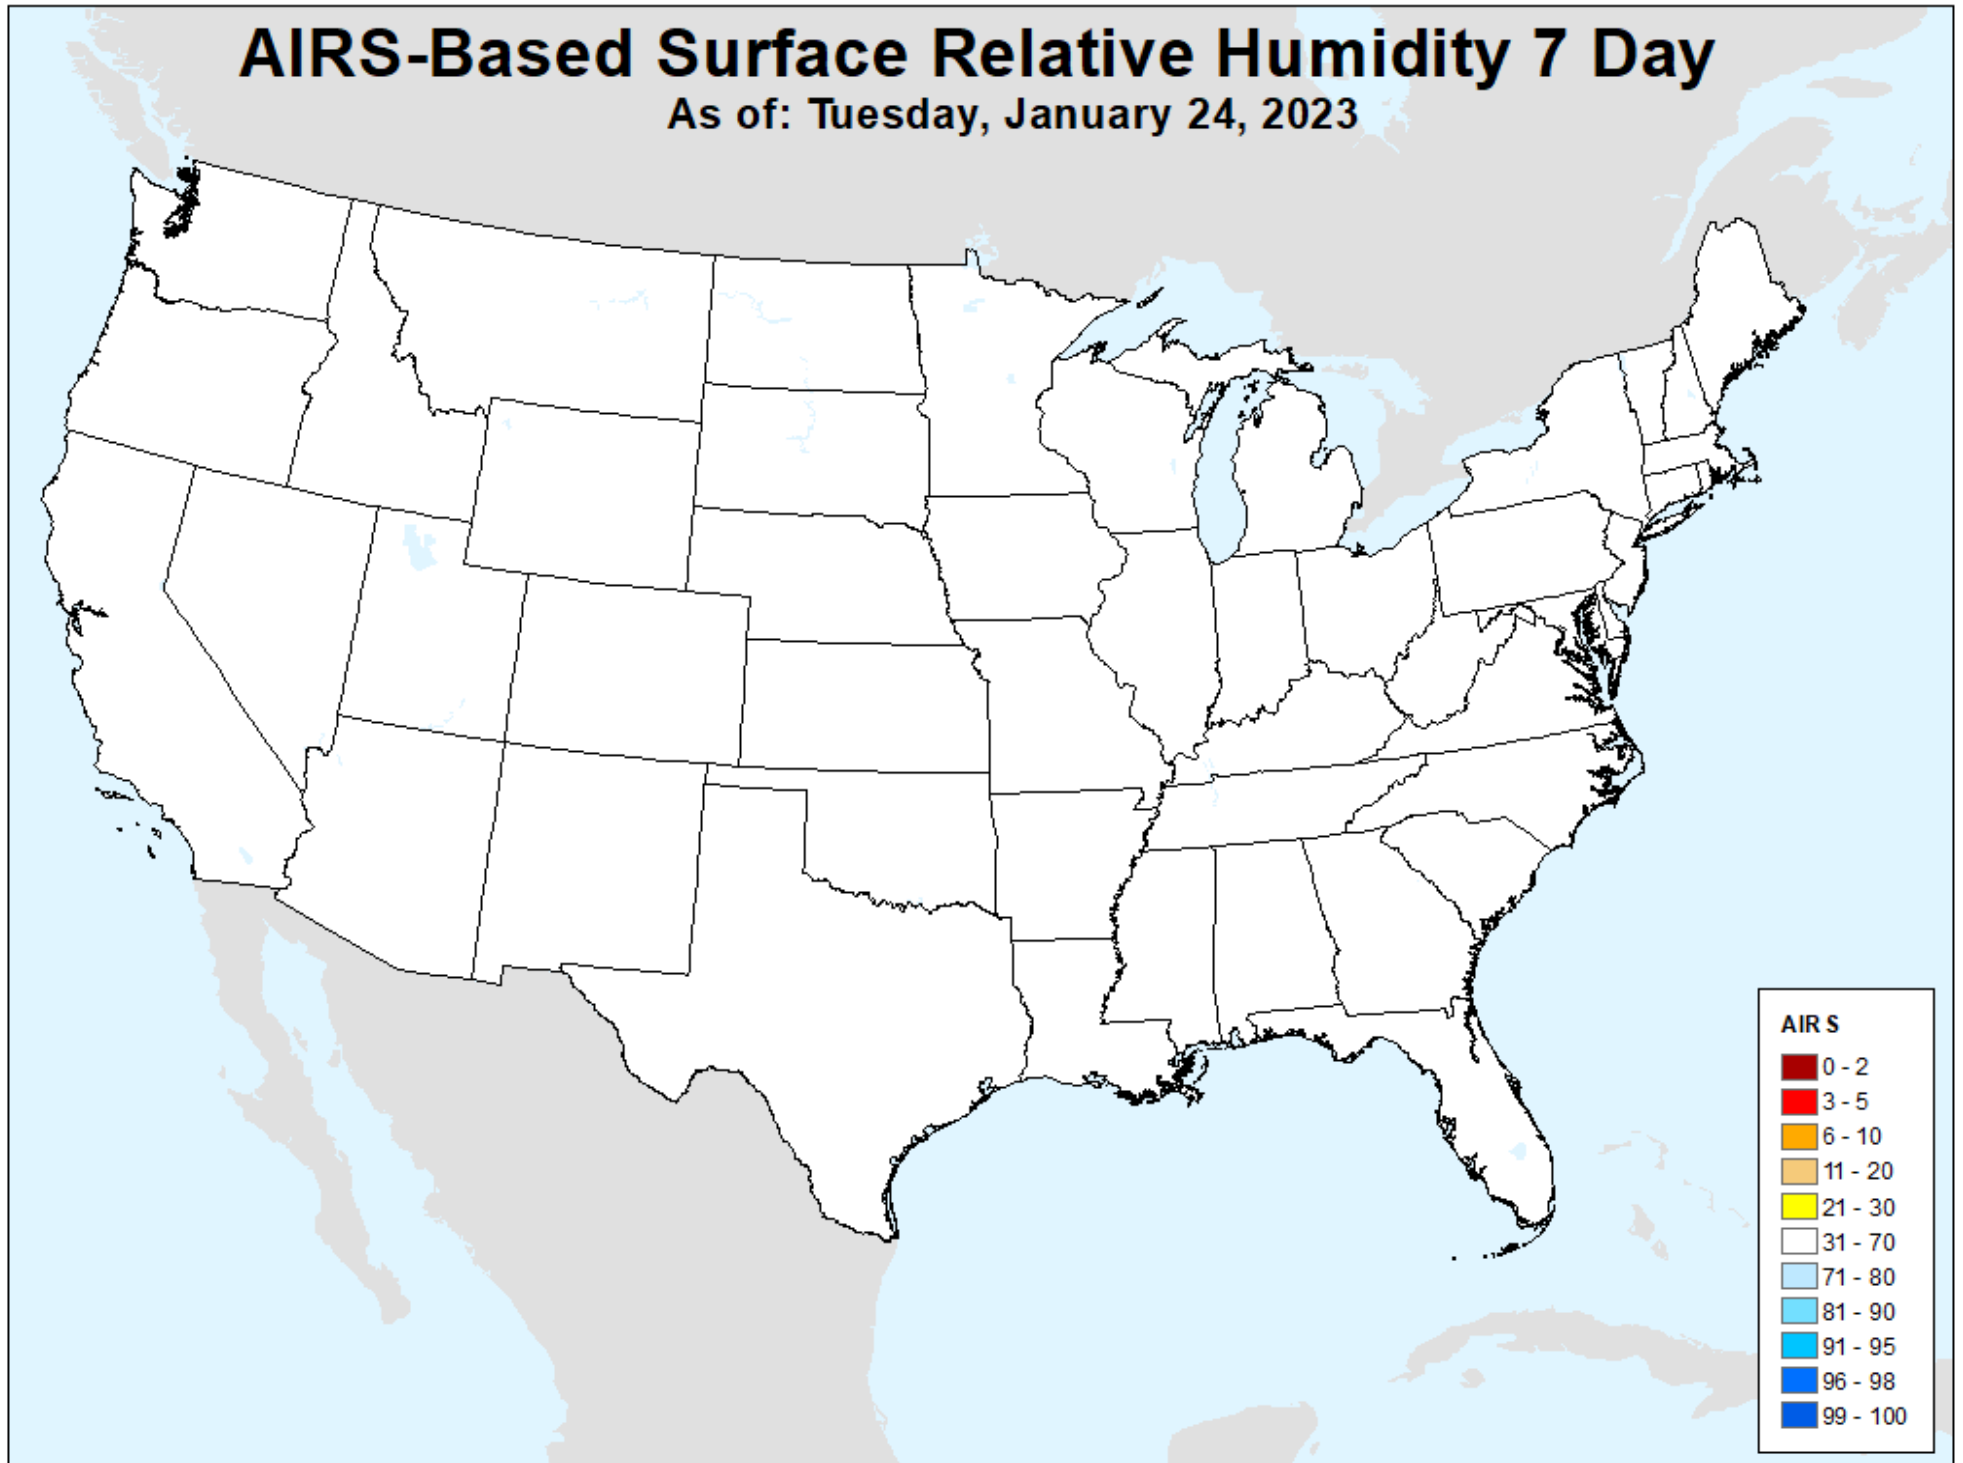 AIRS-Based Surface Relative Humidity 7 Day
As of: Tuesday, January 24, 2023
AIRS
0 - 2
3 - 5
6 - 10
11 - 20
21 - 30
31 - 70
71 - 80
81 - 90
91 - 95
96 - 98
99 - 100